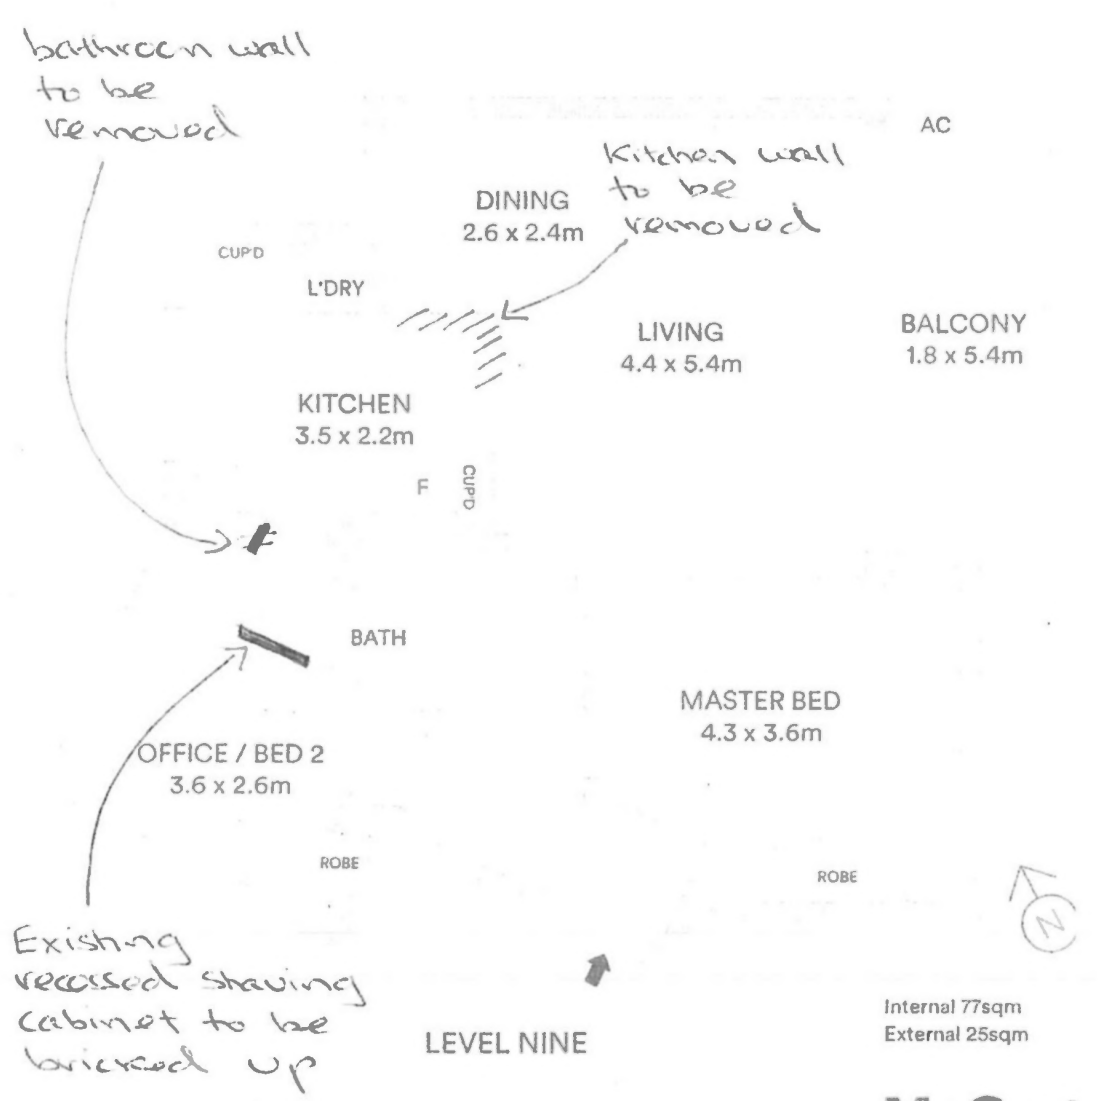 bathroom wall
to be
removed
AC
Kitchen wall
to be
removed
DINING
2.6 x 2.4m
CUP'D
L'DRY
LIVING
4.4 x 5.4m
BALCONY
1.8 x 5.4m
KITCHEN
3.5 x 2.2m
F
CUP'D
BATH
MASTER BED
4.3 x 3.6m
OFFICE / BED 2
3.6 x 2.6m
ROBE
ROBE
N
Existing
recessed shaving
cabinet to be
bricked up
LEVEL NINE
Internal 77sqm
External 25sqm